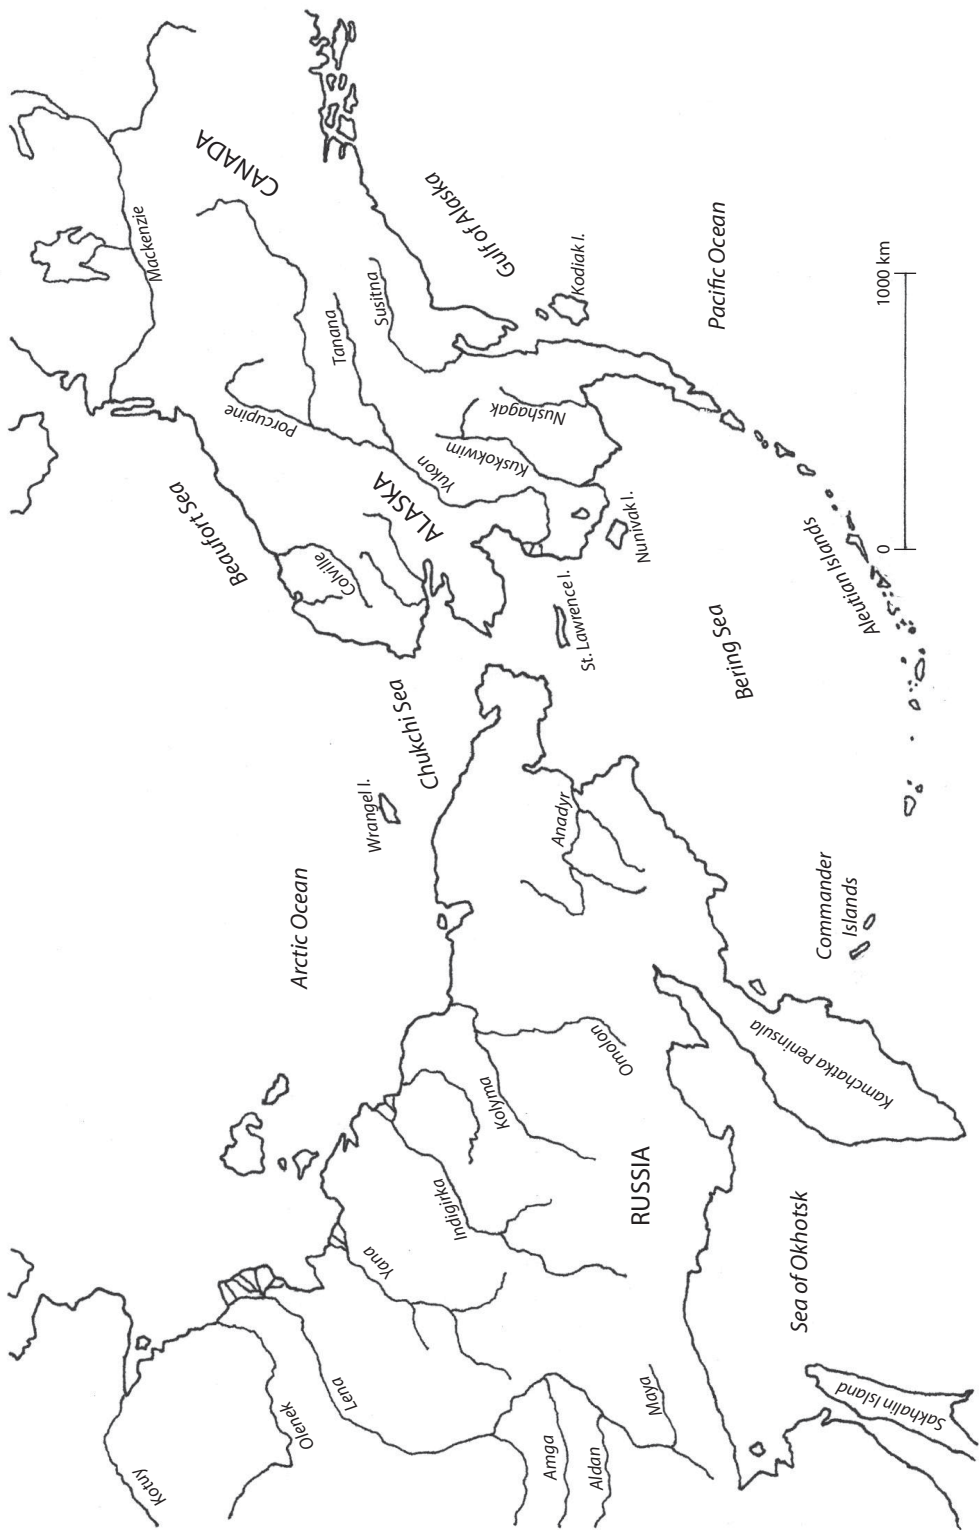 Arctic Ocean
Beaufort Sea
Chukchi Sea
Wrangel I.
Mackenzie
CANADA
Porcupine
Colville
ALASKA
Yukon
Tanana
Susitna
Kuskokwim
Nushagak
Gulf of Alaska
Kodiak I.
Nunivak I.
St. Lawrence I.
Bering Sea
Aleutian Islands
Pacific Ocean
0
1000 km
Kotuy
Olenek
Lena
Yana
Indigirka
Kolyma
Omolon
Anadyr
Amga
Aldan
Maya
RUSSIA
Commander
Islands
Kamchatka Peninsula
Sea of Okhotsk
Sakhalin Island